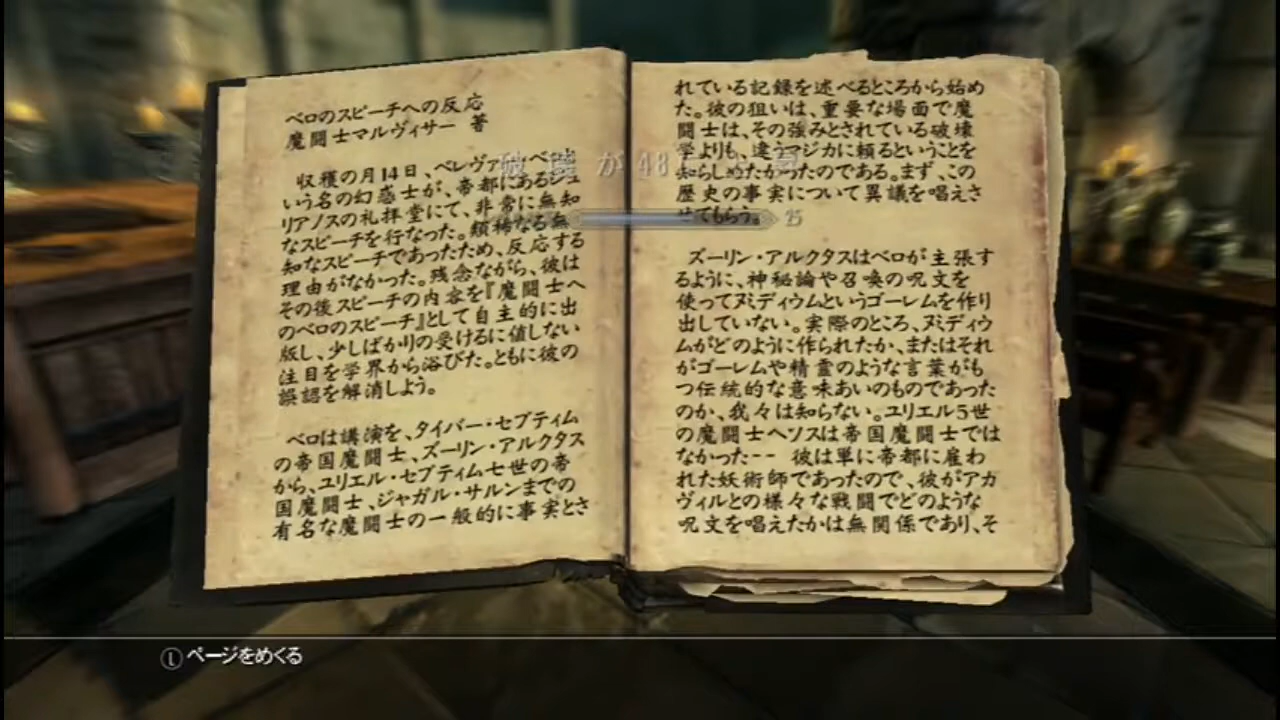 ベロのスピーチへの反応
魔闘士マルヴィサー 著
収穫の月14日、ベレヴァー・ベロと
いう名の幻惑士が、帝都にあるジュ
リアノスの礼拝堂にて、非常に無知
なスピーチを行なった。類稀なる無
知なスピーチであったため、反応する
理由がなかった。残念ながら、彼は
その後スピーチの内容を『魔闘士へ
のベロのスピーチ』として自主的に出
版し、少しばかりの受けるに値しない
注目を学界から浴びた。ともに彼の
誤認を解消しよう。
ベロは講演を、タイバー・セプティム
の帝国魔闘士、ズーリン・アルクタス
から、ユリエル・セプティム七世の帝
国魔闘士、ジャガル・サルンまでの
有名な魔闘士の一般的に事実とさ
れている記録を述べるところから始め
た。彼の狙いは、重要な場面で魔
闘士は、その強みとされている破壊
学よりも、違うマジカに頼るということを
知らしめたかったのである。まず、この
歴史の事実について異議を唱えさ
せてもらう。
ズーリン・アルクタスはベロが主張す
るように、神秘論や召喚の呪文を
使ってヌミディウムというゴーレムを作り
出していない。実際のところ、ヌミディウ
ムがどのように作られたか、またはそれ
がゴーレムや精霊のような言葉がも
つ伝統的な意味あいのものであった
のか、我々は知らない。ユリエル5世
の魔闘士ヘソスは帝国魔闘士では
なかった-- 彼は単に帝都に雇わ
れた妖術師であったので、彼がアカ
ヴィルとの様々な戦闘でどのような
呪文を唱えたかは無関係であり、そ
破壊 が 48
25
Ⓛ ページをめくる